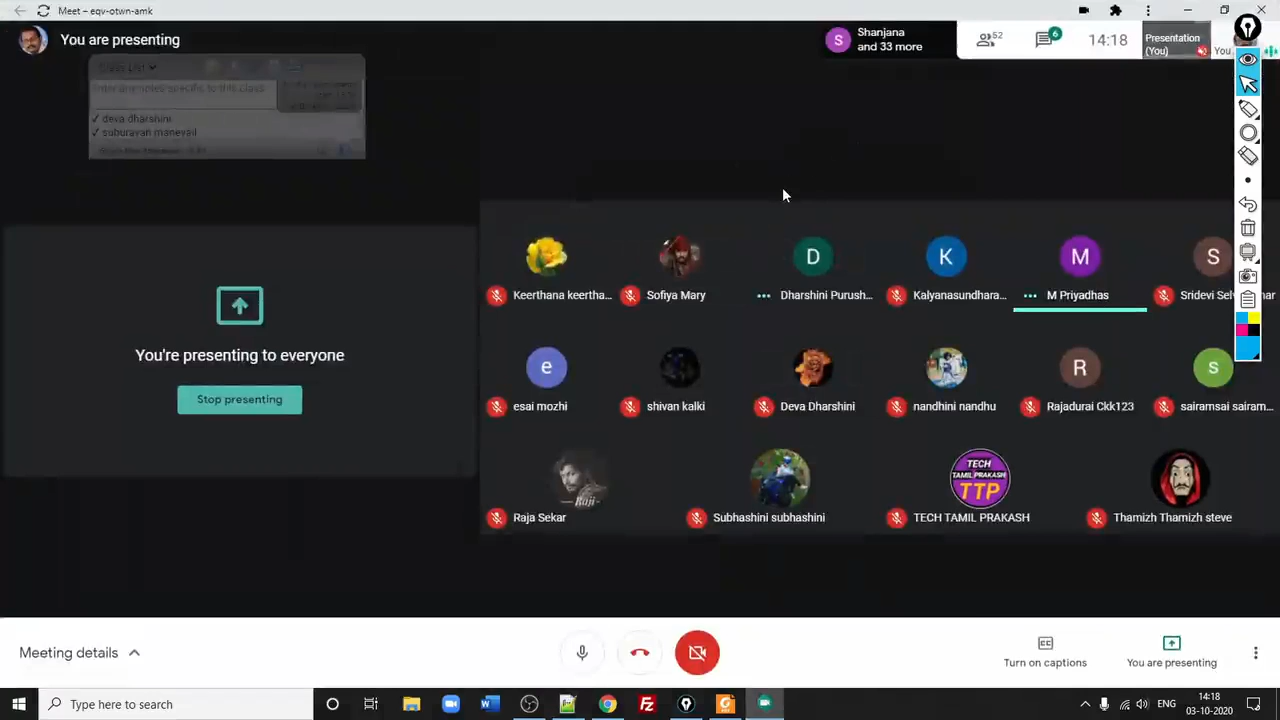 Meet – eqv-otwn-amk
You are presenting
Shanjana
and 33 more
52
6
14:18
Presentation
(You)
You
deva dharshini
D
K
M
S
Keerthana keertha...
Sofiya Mary
Dharshini Purush...
Kalyanasundhara...
M Priyadhas
Sridevi
You're presenting to everyone
Stop presenting
e
R
s
esai mozhi
shivan kalki
Deva Dharshini
nandhini nandhu
Rajadurai Ckk123
sairamsai sairam...
Raji
TECH
TAMIL PRAKASH
TTP
Raja Sekar
Subhashini subhashini
TECH TAMIL PRAKASH
Thamizh Thamizh steve
Meeting details
Turn on captions
You are presenting
Type here to search
ENG
14:18
03-10-2020